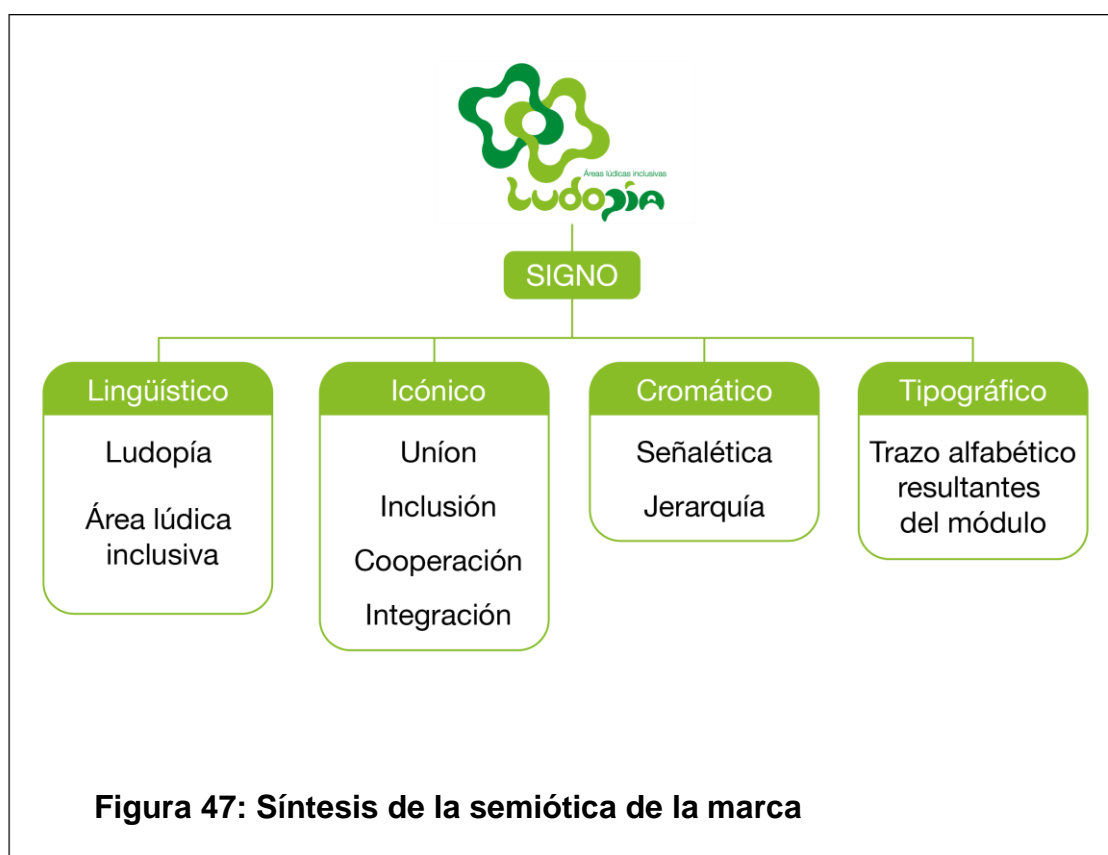 Áreas lúdicas inclusivas
Ludopía
SIGNO
Lingüístico
Ludopía
Área lúdica
inclusiva
Icónico
Uníon
Inclusión
Cooperación
Integración
Cromático
Señalética
Jerarquía
Tipográfico
Trazo alfabético
resultantes
del módulo
Figura 47: Síntesis de la semiótica de la marca